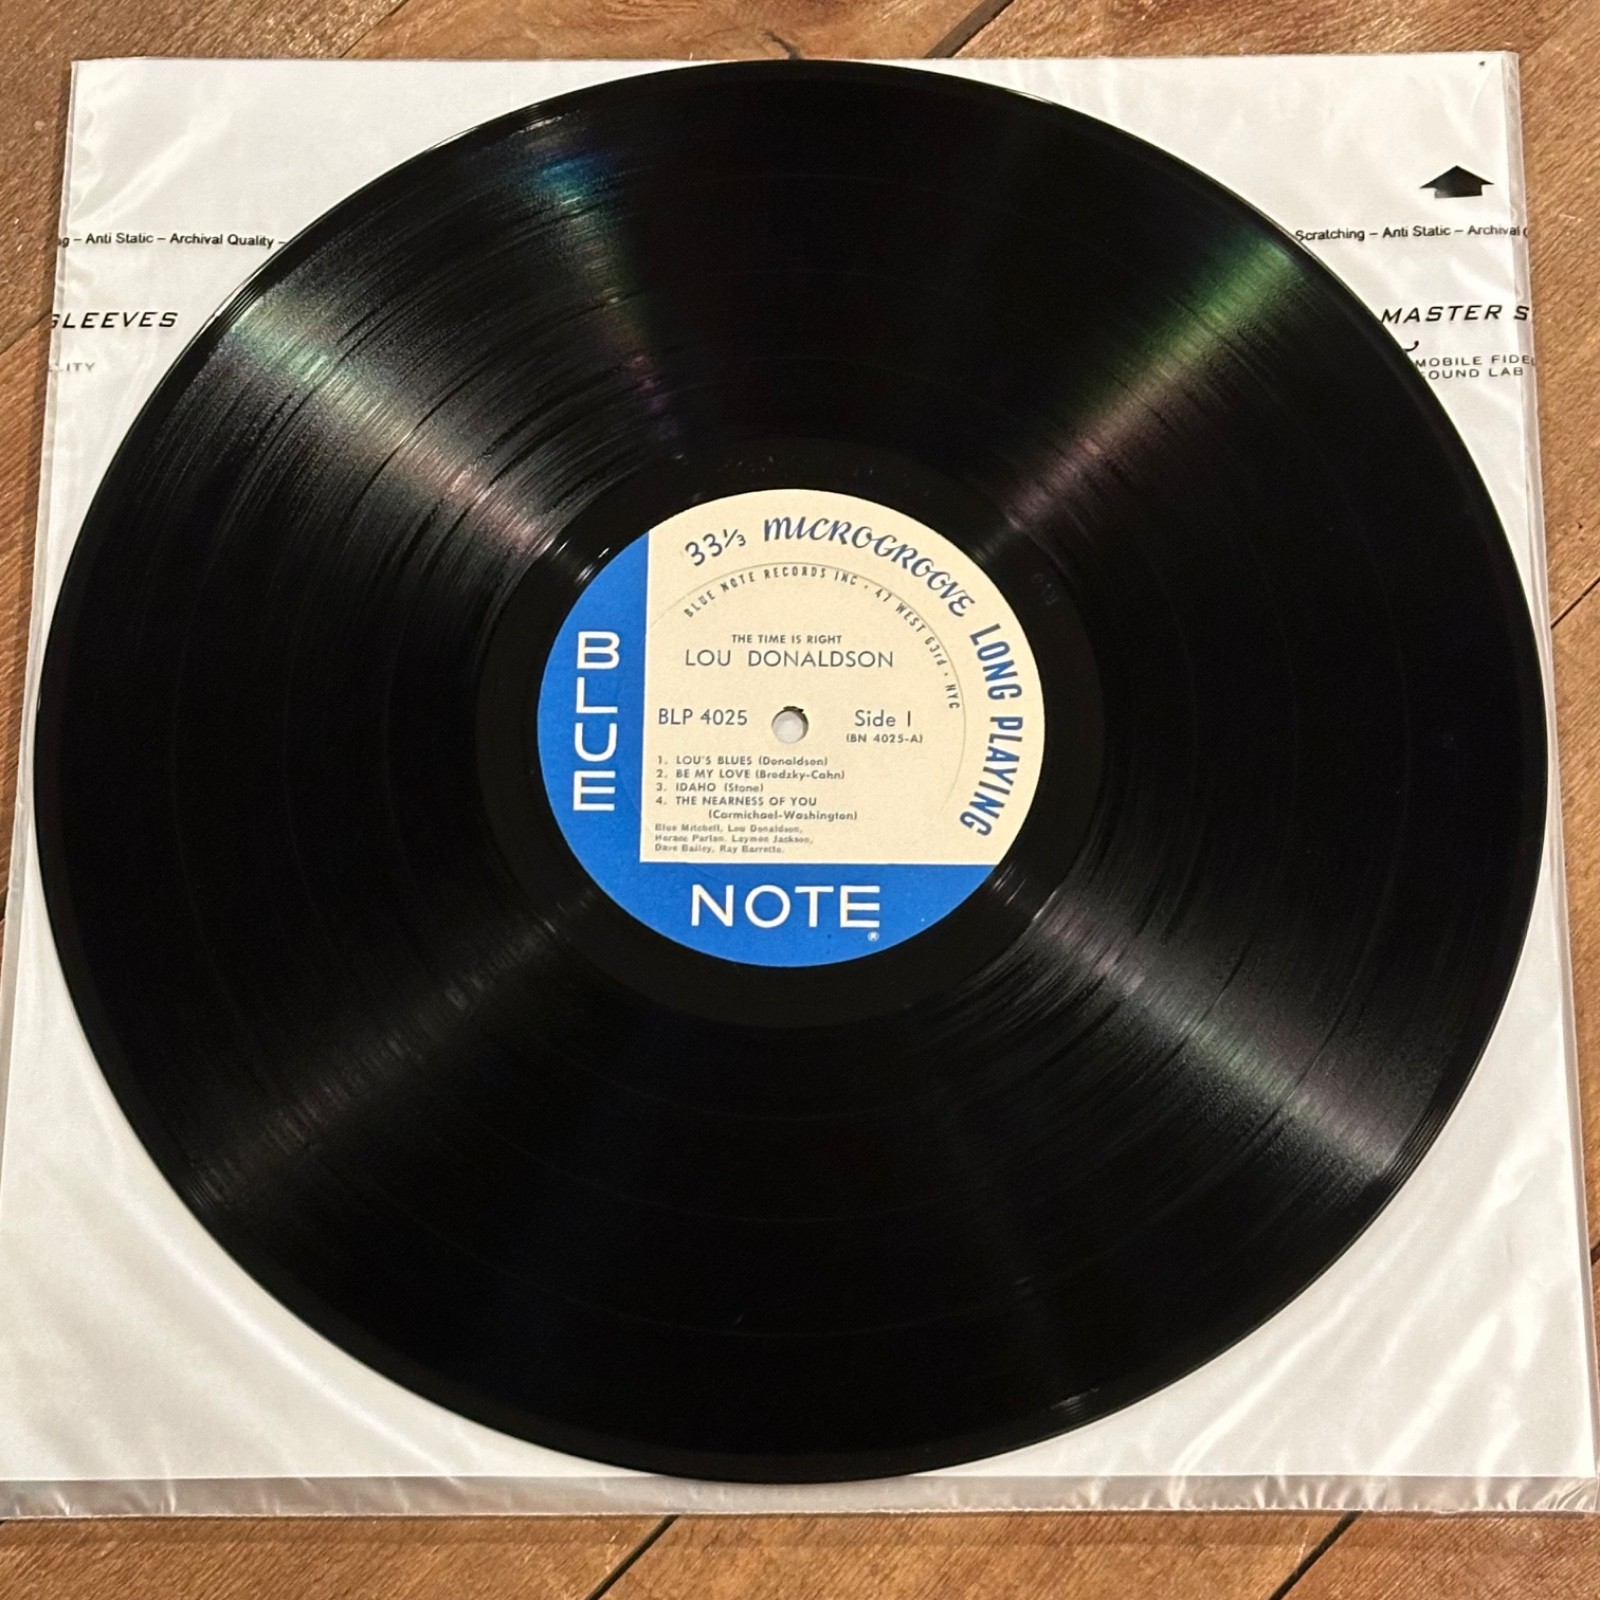 g – Anti Static – Archival Quality –
Scratching – Anti Static – Archival
SLEEVES
MASTER S
MOBILE FIDEL
SOUND LAB
ITY
33⅓ MICROGROOVE LONG PLAYING
BLUE NOTE RECORDS INC • 47 WEST 63rd • NYC
THE TIME IS RIGHT
LOU DONALDSON
BLP 4025
Side 1
(BN 4025-A)
1. LOU'S BLUES (Donaldson)
2. BE MY LOVE (Brodzky-Cahn)
3. IDAHO (Stone)
4. THE NEARNESS OF YOU
(Carmichael-Washington)
Blue Mitchell, Lou Donaldson,
Horace Parlan, Laymon Jackson,
Dave Bailey, Ray Barretto.
BLUE
NOTE
®